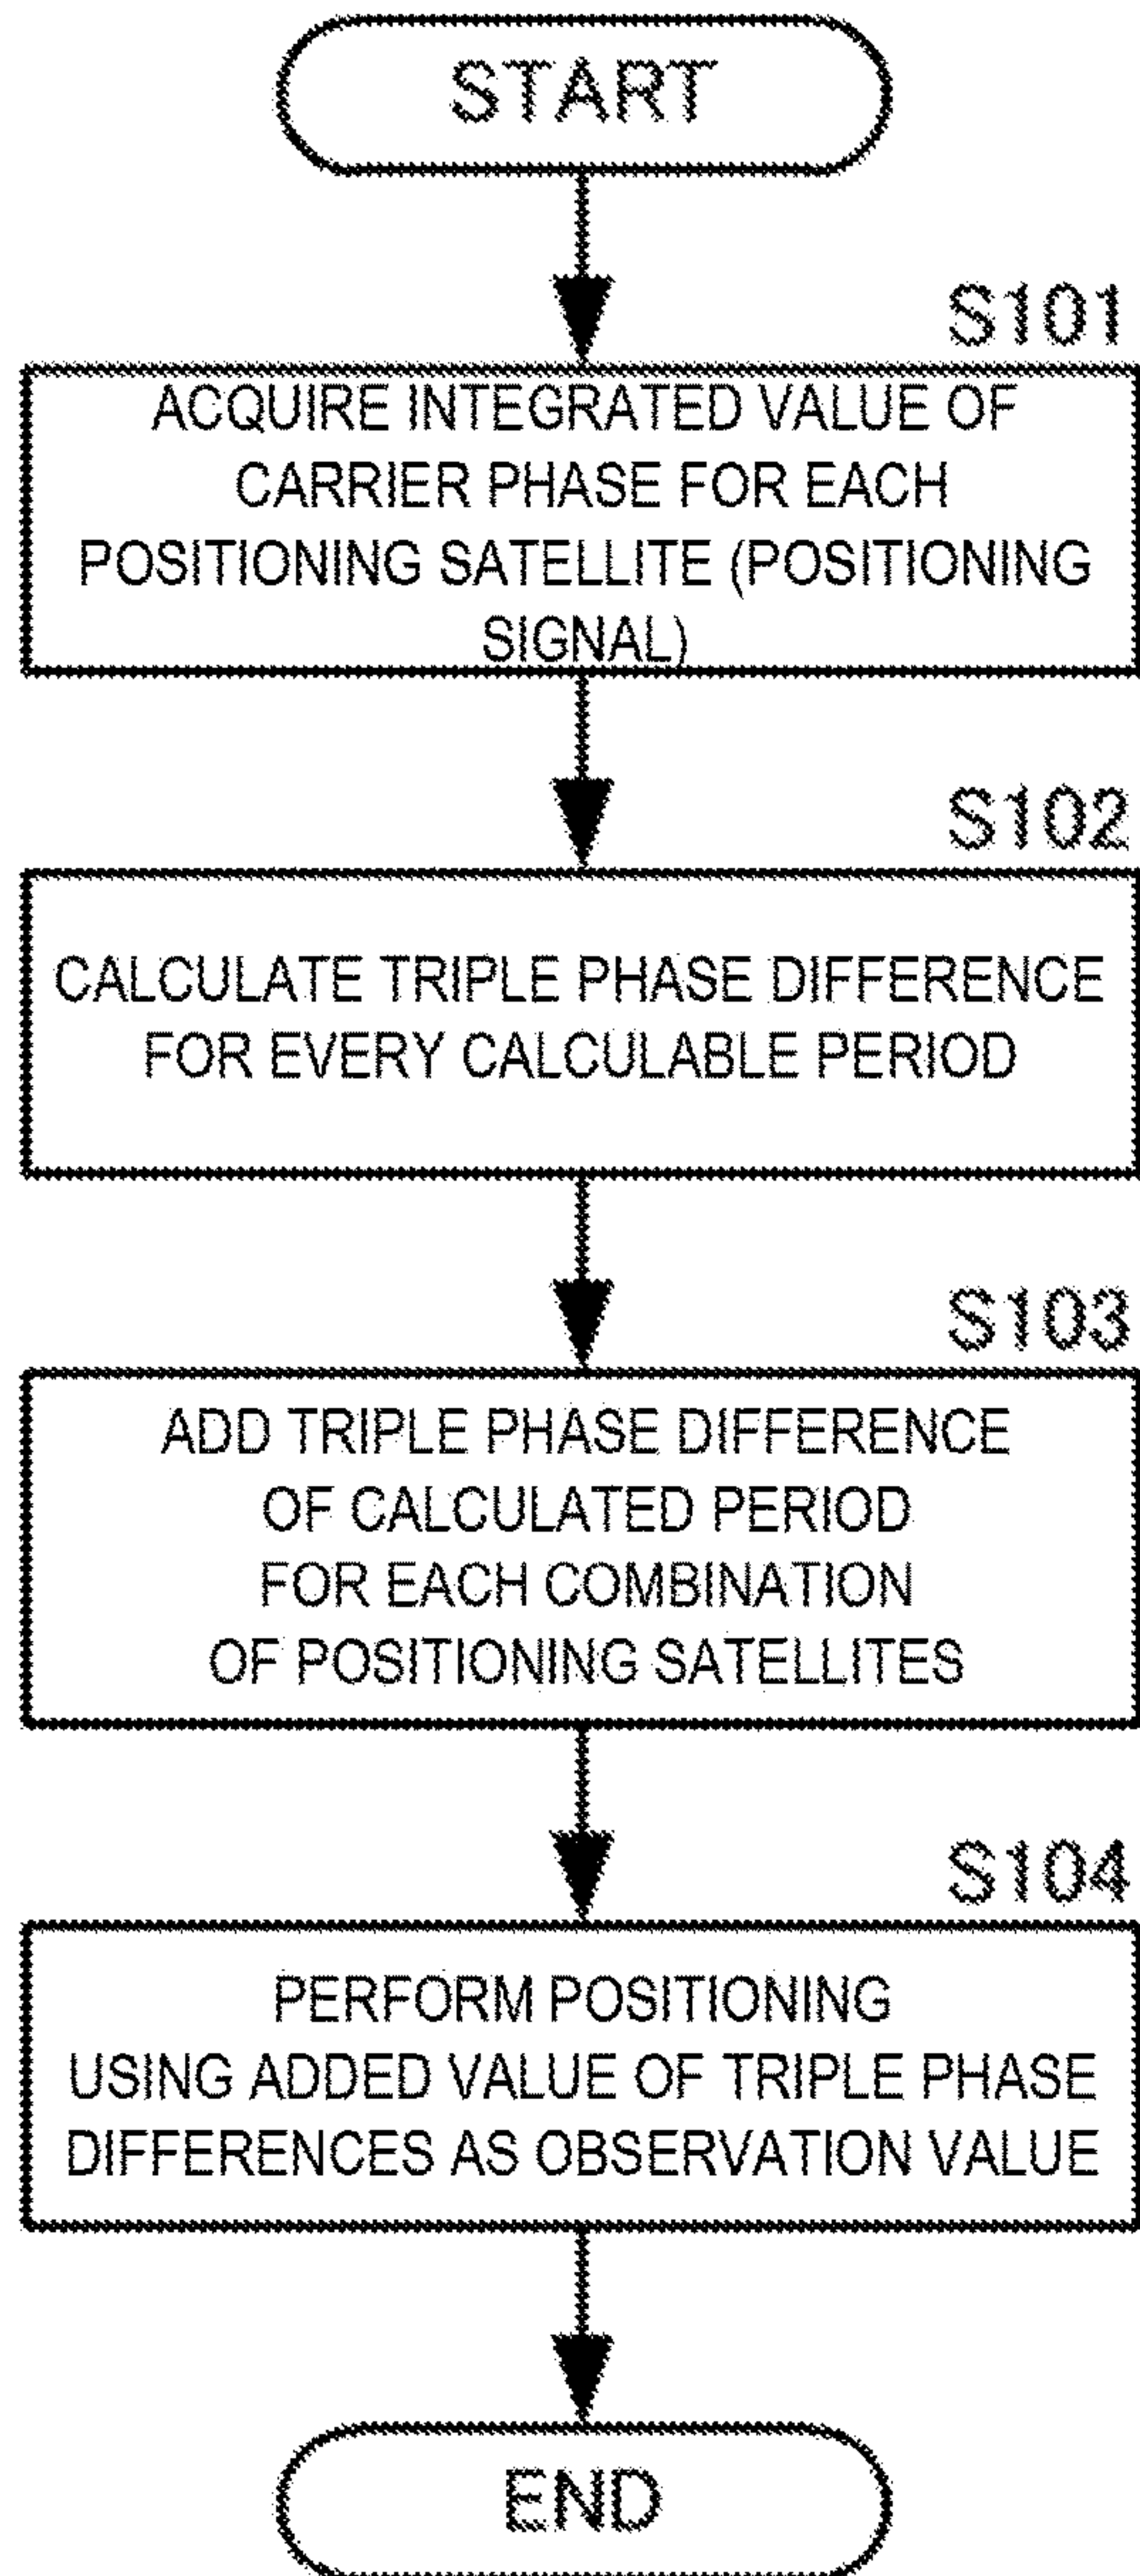 START
S101
ACQUIRE INTEGRATED VALUE OF
CARRIER PHASE FOR EACH
POSITIONING SATELLITE (POSITIONING
SIGNAL)
S102
CALCULATE TRIPLE PHASE DIFFERENCE
FOR EVERY CALCULABLE PERIOD
S103
ADD TRIPLE PHASE DIFFERENCE
OF CALCULATED PERIOD
FOR EACH COMBINATION
OF POSITIONING SATELLITES
S104
PERFORM POSITIONING
USING ADDED VALUE OF TRIPLE PHASE
DIFFERENCES AS OBSERVATION VALUE
END